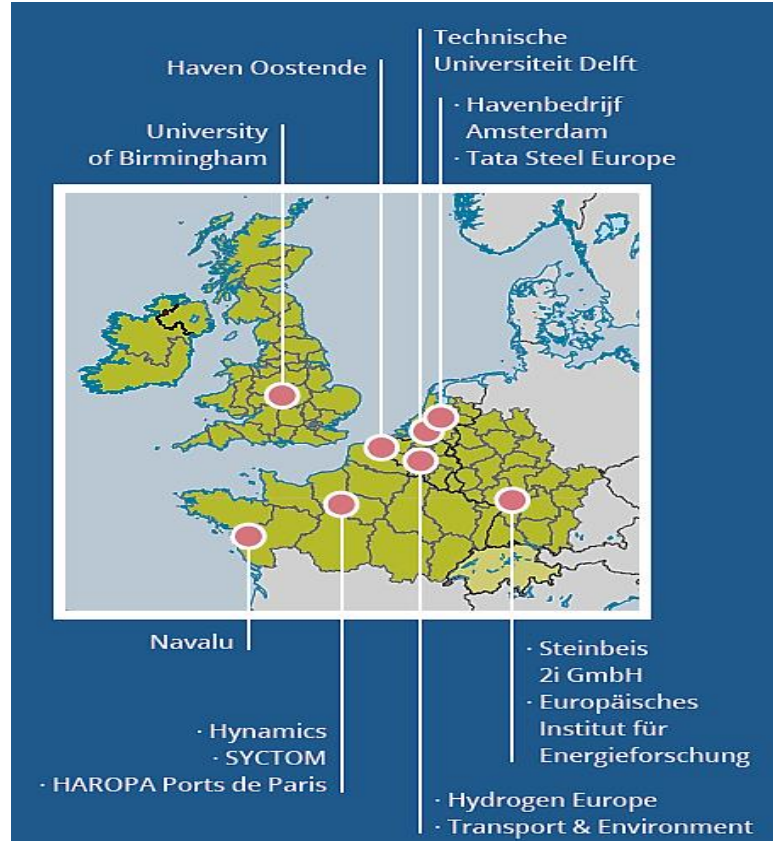 Technische
Universiteit Delft
Haven Oostende
· Havenbedrijf
Amsterdam
· Tata Steel Europe
University
of Birmingham
Navalu
· Steinbeis
2i GmbH
· Europäisches
Institut für
Energieforschung
· Hynamics
· SYCTOM
· HAROPA Ports de Paris
· Hydrogen Europe
· Transport & Environment